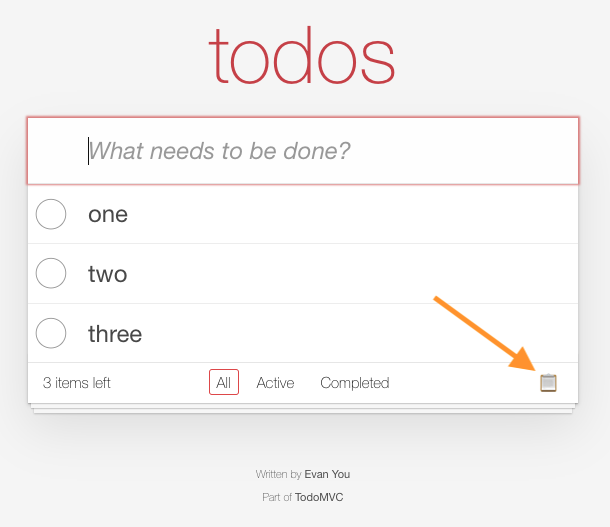 todos
What needs to be done?
one
two
three
3 items left All Active Completed
Written by Evan You
Part of TodoMVC